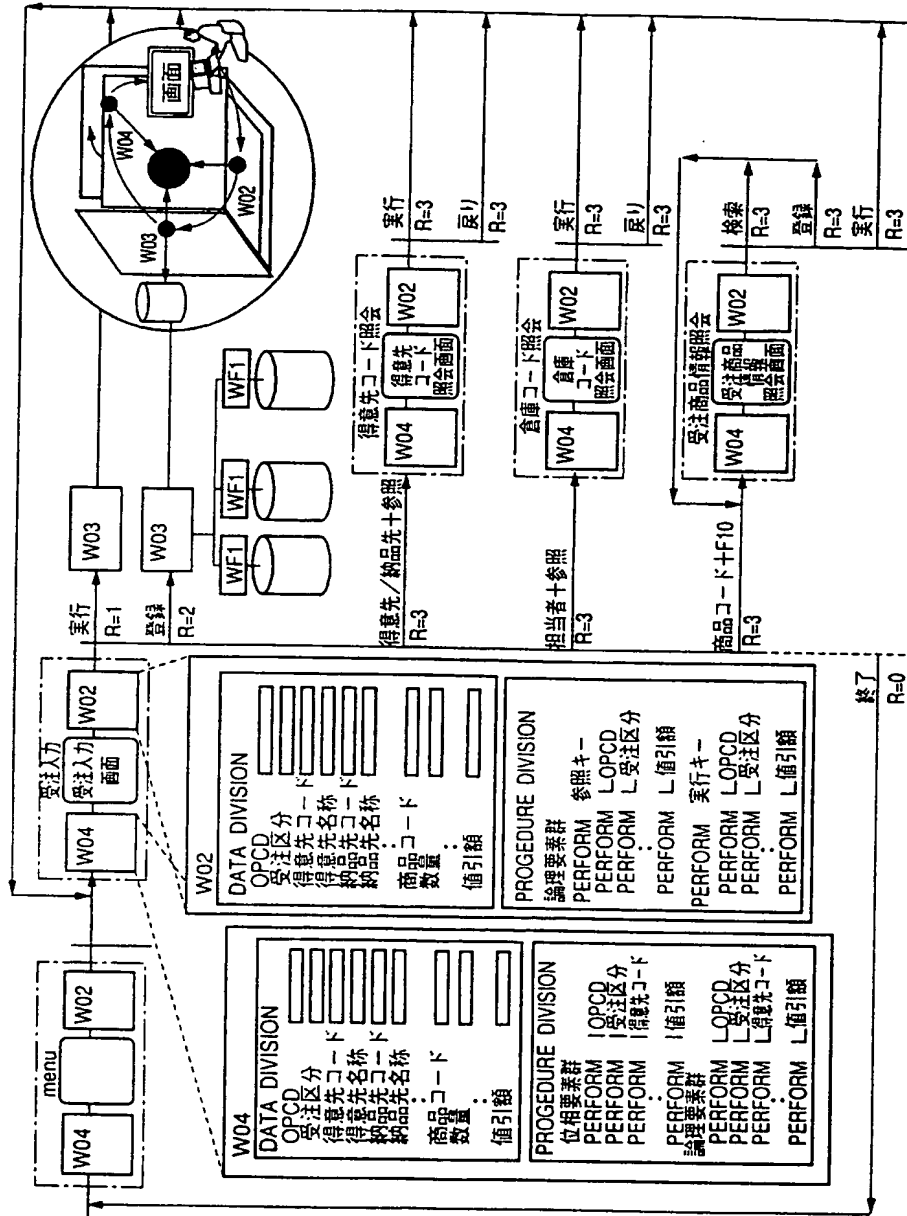 menu
W04
W02
受注入力
W04
受注入力
画面
W02
実行
R=1
W03
登録
R=2
W03
WF1
WF1
WF1
画面
W04
W03
W02
得意先/納品先+参照
R=3
得意先コード照会
W04
得意先
コード
照会画面
W02
実行
R=3
戻り
R=3
担当者+参照
R=3
倉庫コード照会
W04
倉庫
コード
照会画面
W02
実行
R=3
戻り
R=3
商品コード+F10
R=3
受注商品情報照会
W04
受注商品
情報
照会画面
W02
検索
R=3
登録
R=3
実行
R=3
終了
R=0
W04
DATA DIVISION
OPCD
受注区分
得意先コード
得意先名称
納品先コード
納品先名称
:
商品コード
数量
:
値引額
PROGEDURE DIVISION
位相要素群
PERFORM I OPCD
PERFORM I 受注区分
PERFORM I 得意先コード
:
PERFORM I 値引額
論理要素群
PERFORM L OPCD
PERFORM L 受注区分
PERFORM L 得意先コード
:
PERFORM L 値引額
W02
DATA DIVISION
OPCD
受注区分
得意先コード
得意先名称
納品先コード
納品先名称
:
商品コード
数量
:
値引額
PROGEDURE DIVISION
論理要素群
PERFORM 参照キー
PERFORM L OPCD
PERFORM L 受注区分
:
PERFORM L 値引額
PERFORM 実行キー
PERFORM L OPCD
PERFORM L 受注区分
:
PERFORM L 値引額